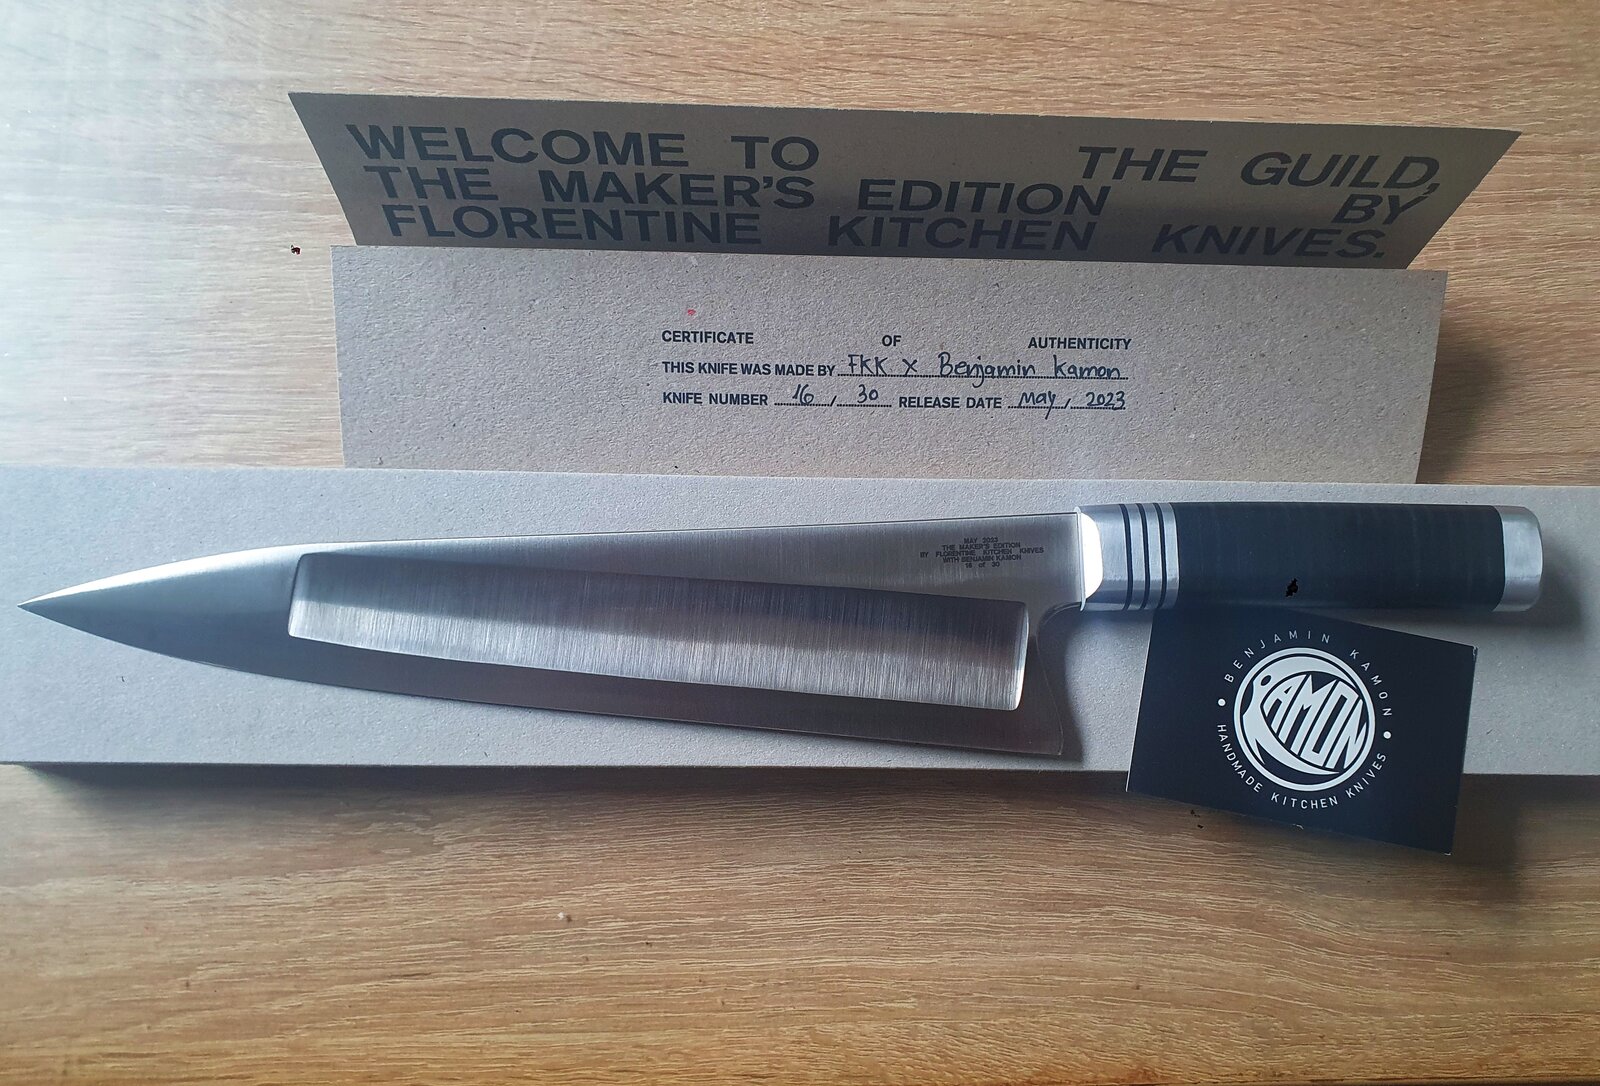 WELCOME TO THE GUILD,
THE MAKER'S EDITION BY
FLORENTINE KITCHEN KNIVES.
CERTIFICATE OF AUTHENTICITY
THIS KNIFE WAS MADE BY FKK X Benjamin Kamon
KNIFE NUMBER 16 / 30 RELEASE DATE May / 2023
MAY 2023
THE MAKER'S EDITION
BY FLORENTINE KITCHEN KNIVES
WITH BENJAMIN KAMON
16 of 30
BENJAMIN KAMON
KAMON
HANDMADE KITCHEN KNIVES